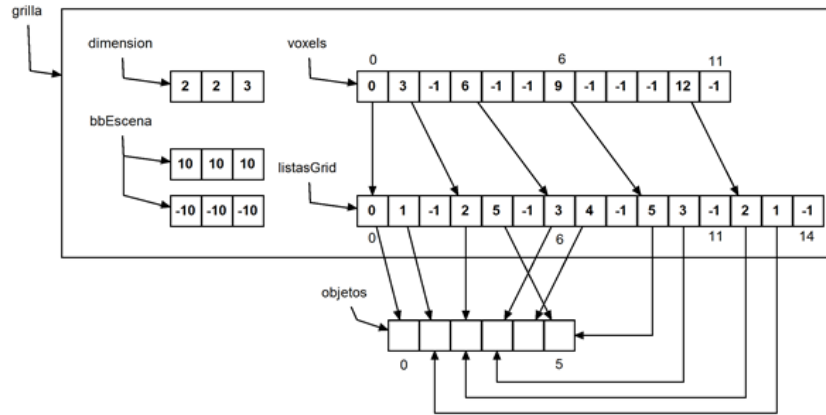 grilla
dimension
2 2 3
voxels
0 6 11
0 3 -1 6 -1 -1 9 -1 -1 -1 12 -1
bbEscena
10 10 10
-10 -10 -10
listasGrid
0 1 -1 2 5 -1 3 4 -1 5 3 -1 2 1 -1
0 6 11 14
objetos
0 5